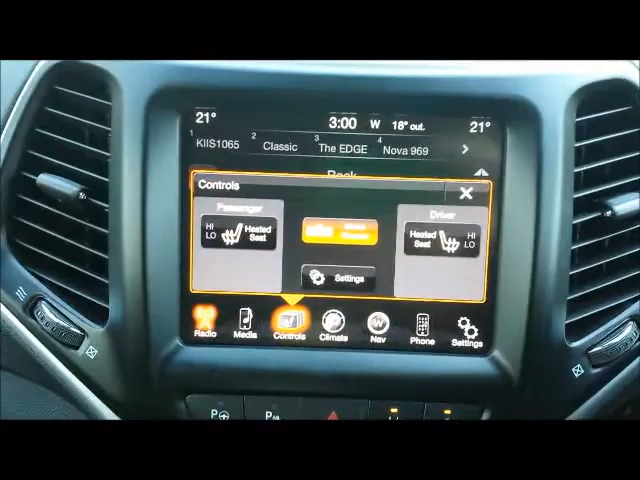 21° 3:00 W 18° out. 21°
1 KIIS1065 2 Classic 3 The EDGE 4 Nova 969
Rock
Controls
Passenger
HI
LO
Heated
Seat
Driver
Heated
Seat
HI
LO
Settings
Radio Media Controls Climate Nav Phone Settings
P P